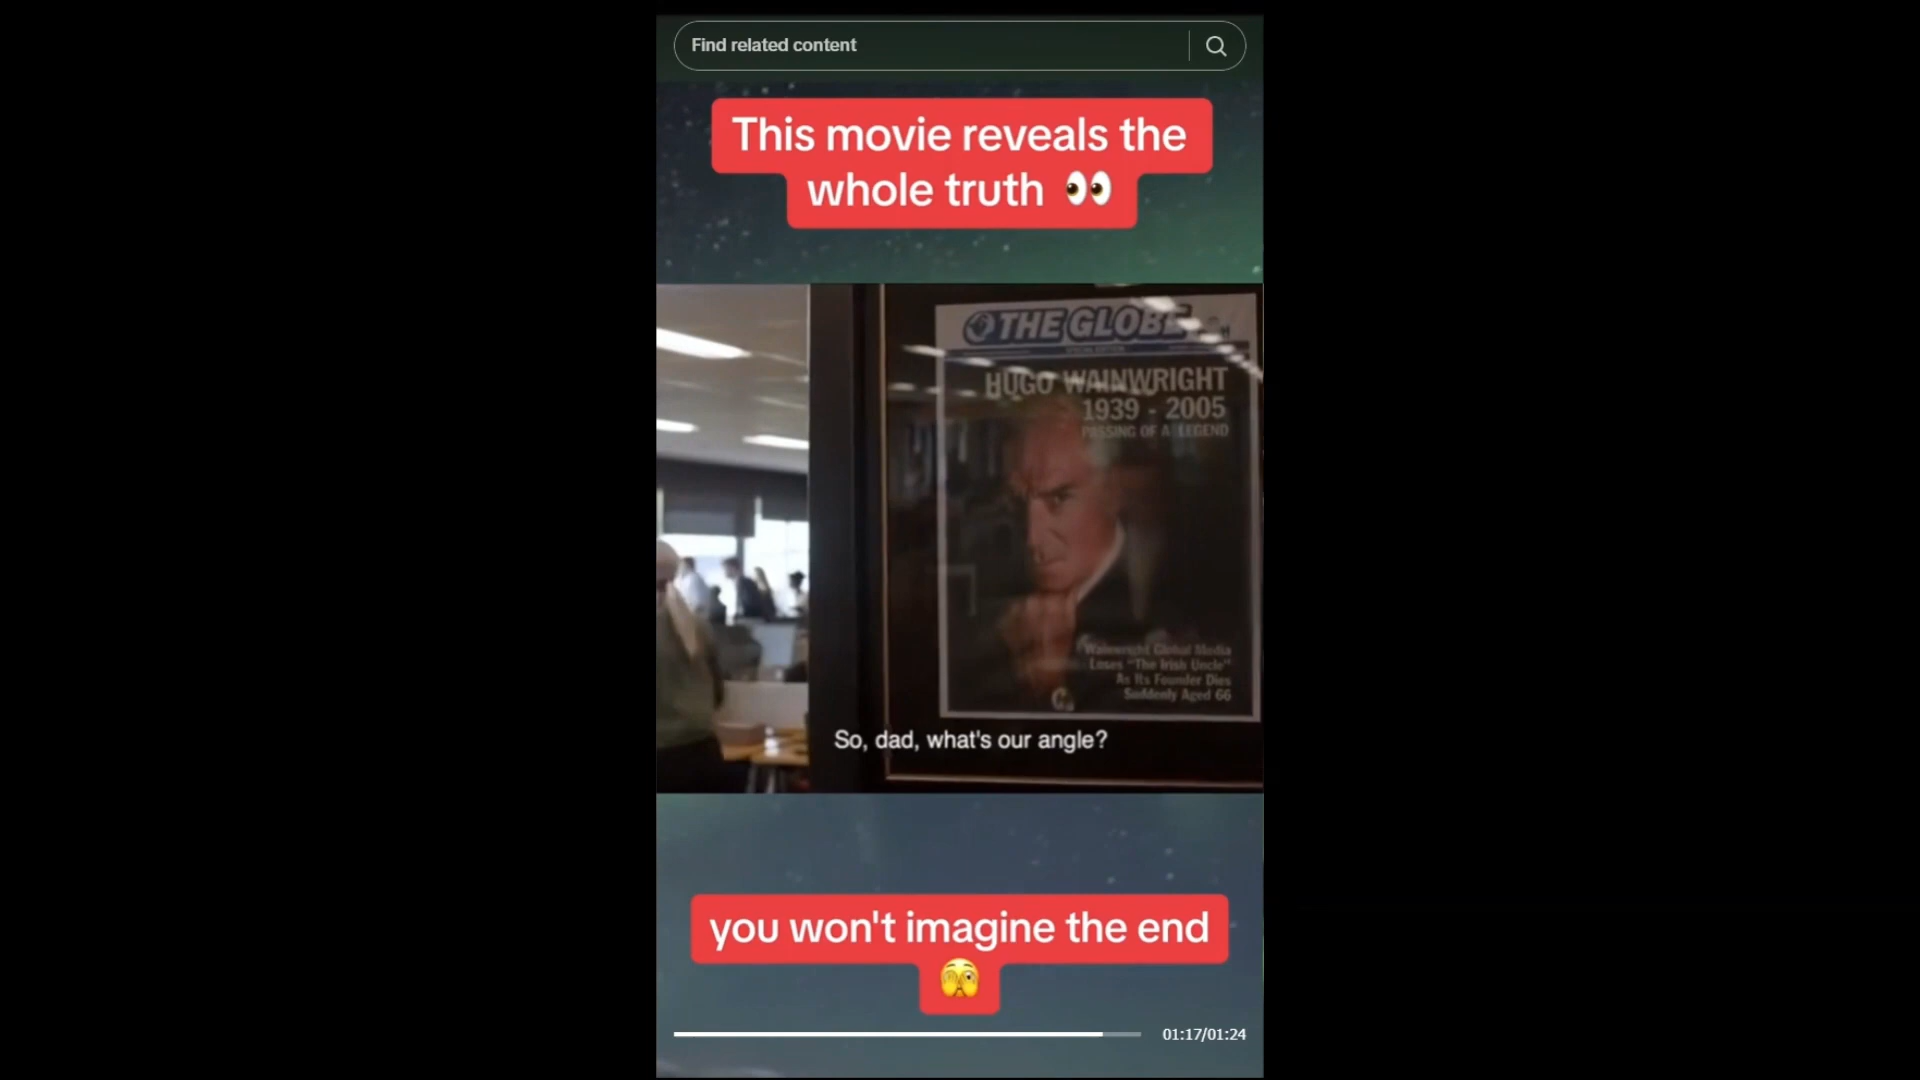 Find related content
This movie reveals the
whole truth 👀
THE GLOBE
HUGO WAINWRIGHT
1939 - 2005
PASSING OF A LEGEND
Wainwright Global Media
Loses "The Irish Uncle"
As Its Founder Dies
Suddenly Aged 66
So, dad, what's our angle?
you won't imagine the end
🫣
01:17/01:24